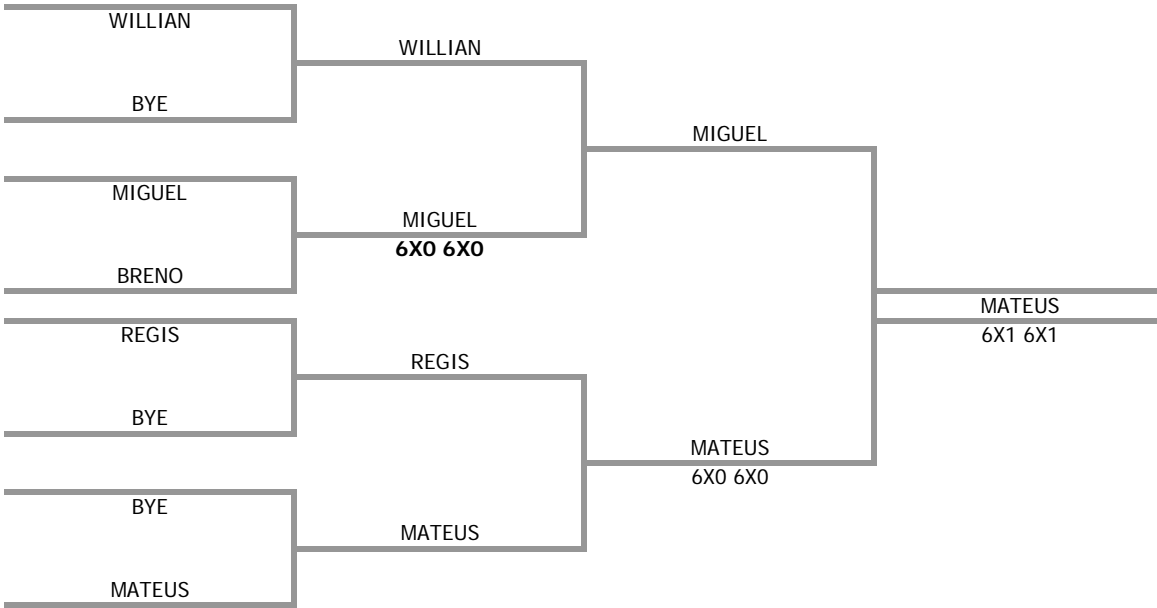 WILLIAN
WILLIAN
BYE
MIGUEL
MIGUEL
MIGUEL
6X0 6X0
BRENO
MATEUS
6X1 6X1
REGIS
REGIS
BYE
MATEUS
6X0 6X0
BYE
MATEUS
MATEUS